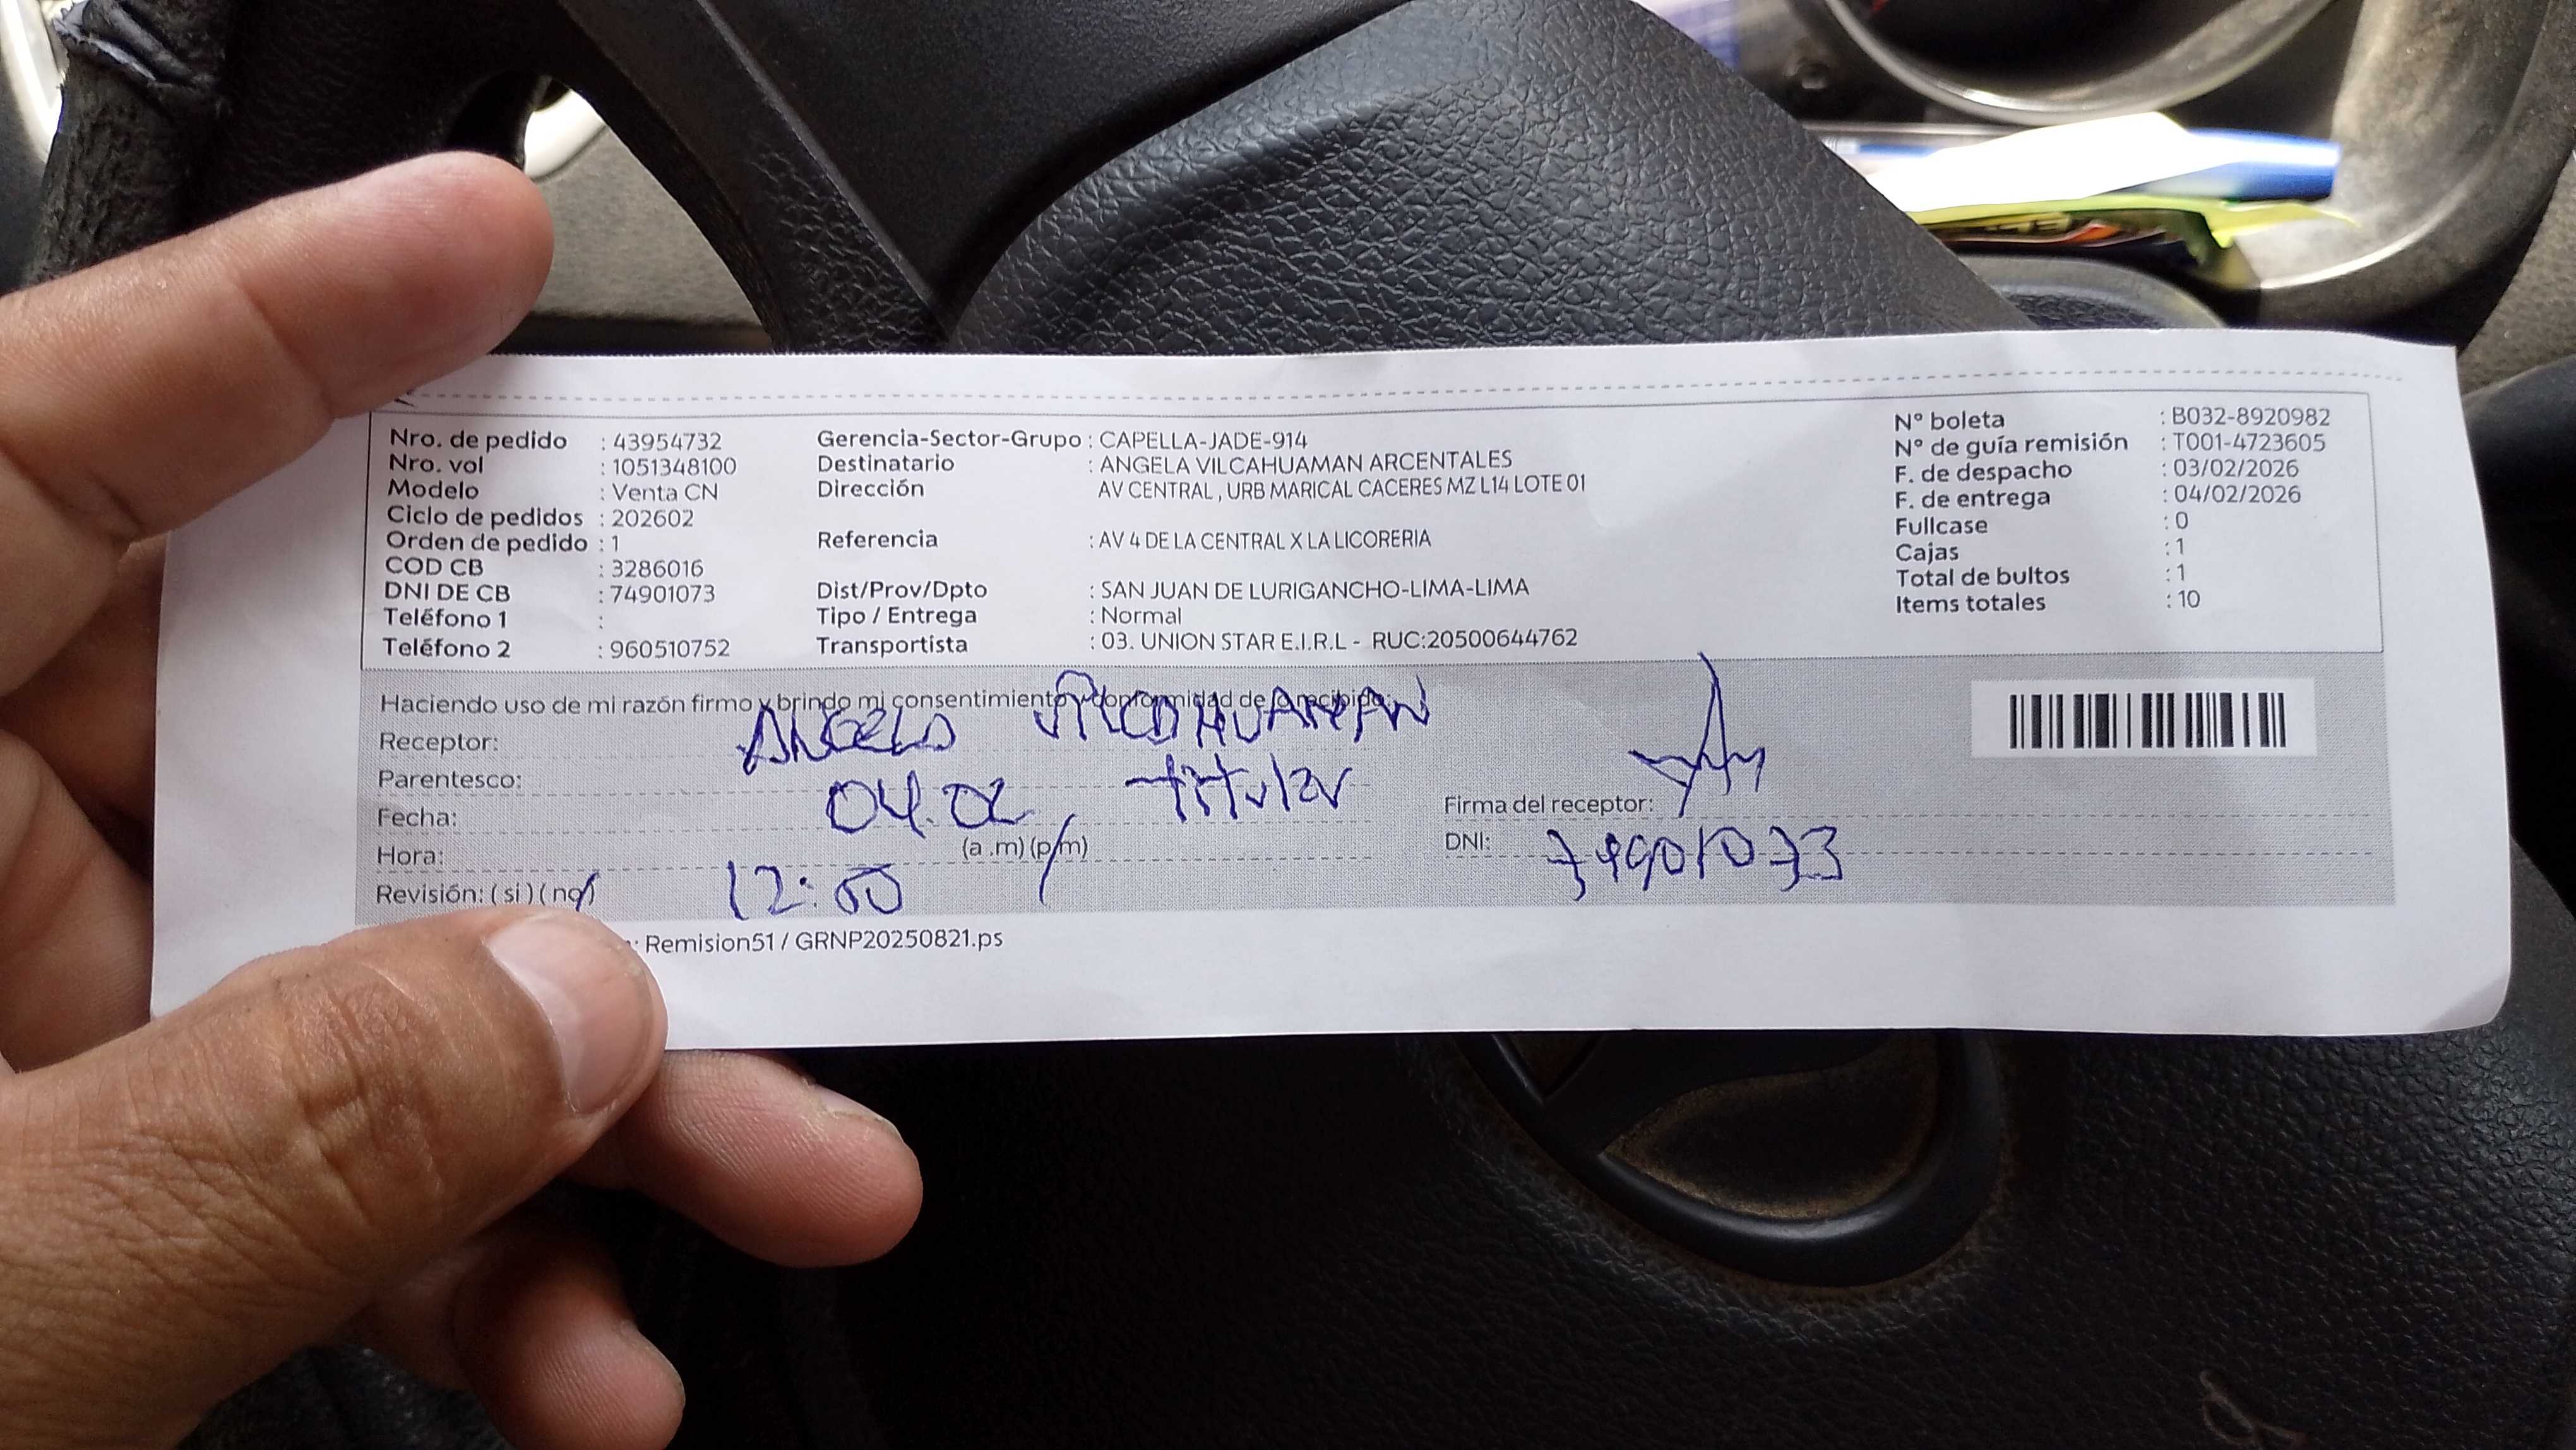 Nro. de pedido : 43954732
Nro. vol : 1051348100
Modelo : Venta CN
Ciclo de pedidos : 202602
Orden de pedido : 1
COD CB : 3286016
DNI DE CB : 74901073
Teléfono 1 :
Teléfono 2 : 960510752
Gerencia-Sector-Grupo : CAPELLA-JADE-914
Destinatario : ANGELA VILCAHUAMAN ARCENTALES
Dirección AV CENTRAL , URB MARICAL CACERES MZ L14 LOTE 01
Referencia : AV 4 DE LA CENTRAL X LA LICORERIA
Dist/Prov/Dpto : SAN JUAN DE LURIGANCHO-LIMA-LIMA
Tipo / Entrega : Normal
Transportista : 03. UNION STAR E.I.R.L - RUC:20500644762
N° boleta : B032-8920982
N° de guía remisión : T001-4723605
F. de despacho : 03/02/2026
F. de entrega : 04/02/2026
Fullcase : 0
Cajas : 1
Total de bultos : 1
Items totales : 10
Haciendo uso de mi razón firmo y brindo mi consentimiento y conformidad de lo recibido:
Receptor: ANGELA VILCAHUAMAN
Parentesco: titular
Fecha: 04.02
Hora: 12:00 (a .m) (p/m)
Revisión: ( si ) ( no )
Firma del receptor:
DNI: 74901073
: Remision51 / GRNP20250821.ps